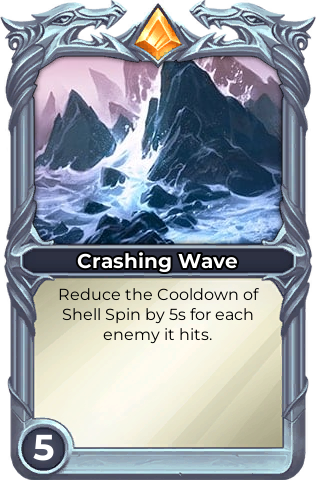 Crashing Wave
Reduce the Cooldown of
Shell Spin by 5s for each
enemy it hits.
5